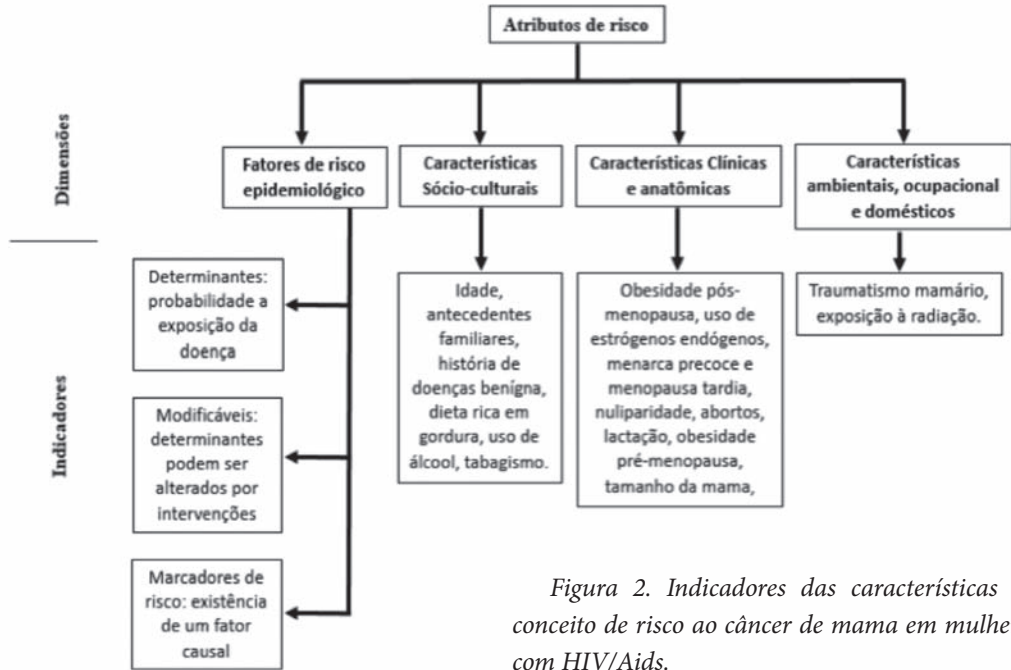 Atributos de risco
Dimensões
Fatores de risco
epidemiológico
Características
Sócio-culturais
Características Clínicas
e anatômicas
Características
ambientais, ocupacional
e domésticos
Indicadores
Determinantes:
probabilidade a
exposição da
doença
Modificáveis:
determinantes
podem ser
alterados por
intervenções
Marcadores de
risco: existência
de um fator
causal
Idade,
antecedentes
familiares,
história de
doenças benígna,
dieta rica em
gordura, uso de
álcool, tabagismo.
Obesidade pós-
menopausa, uso de
estrógenos endógenos,
menarca precoce e
menopausa tardia,
nuliparidade, abortos,
lactação, obesidade
pré-menopausa,
tamanho da mama,
Traumatismo mamário,
exposição à radiação.
Figura 2. Indicadores das características
conceito de risco ao câncer de mama em mulhe
com HIV/Aids.